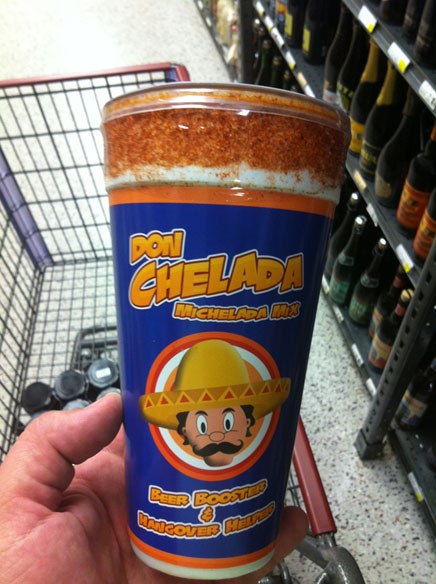 DON
CHELADA
MICHELADA MIX
BEER BOOSTER
&
HANGOVER HELPER